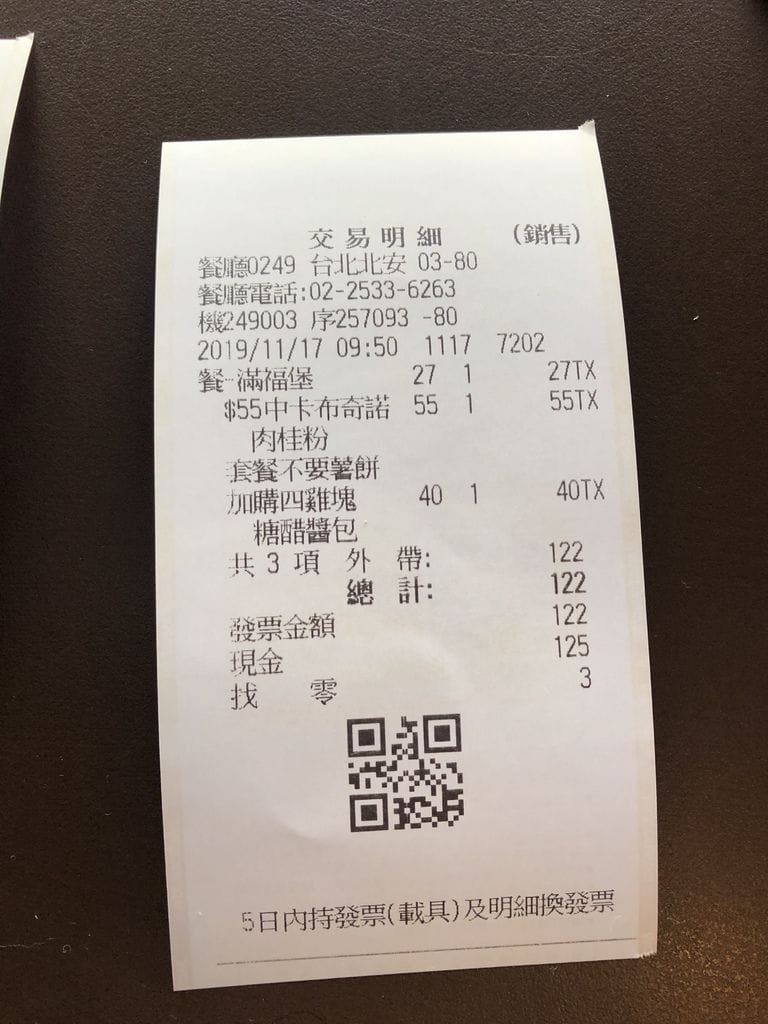 交易明細 (銷售)
餐廳0249 台北北安 03-80
餐廳電話:02-2533-6263
機249003 序257093 -80
2019/11/17 09:50 1117 7202
餐-滿福堡 27 1 27TX
$55中卡布奇諾 55 1 55TX
肉桂粉
套餐不要薯餅
加購四雞塊 40 1 40TX
糖醋醬包
共 3 項 外 帶: 122
總 計: 122
發票金額 122
現金 125
找 零 3
5日內持發票(載具)及明細換發票